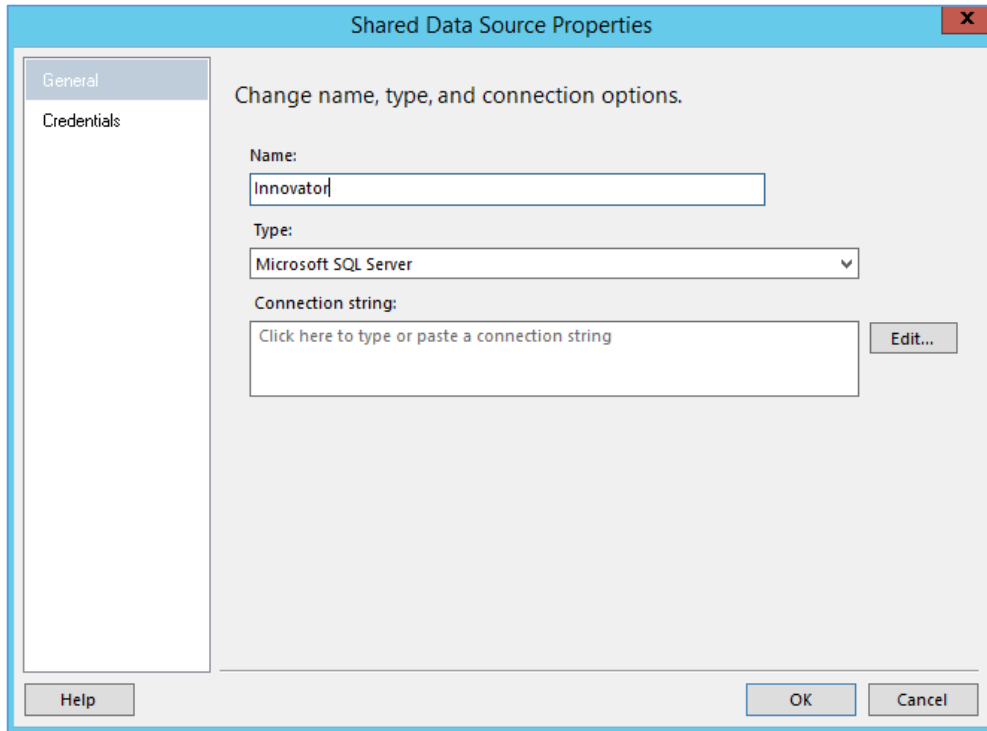 Shared Data Source Properties
x
General
Credentials
Change name, type, and connection options.
Name:
Innovator
Type:
Microsoft SQL Server
Connection string:
Click here to type or paste a connection string
Edit...
Help
OK
Cancel